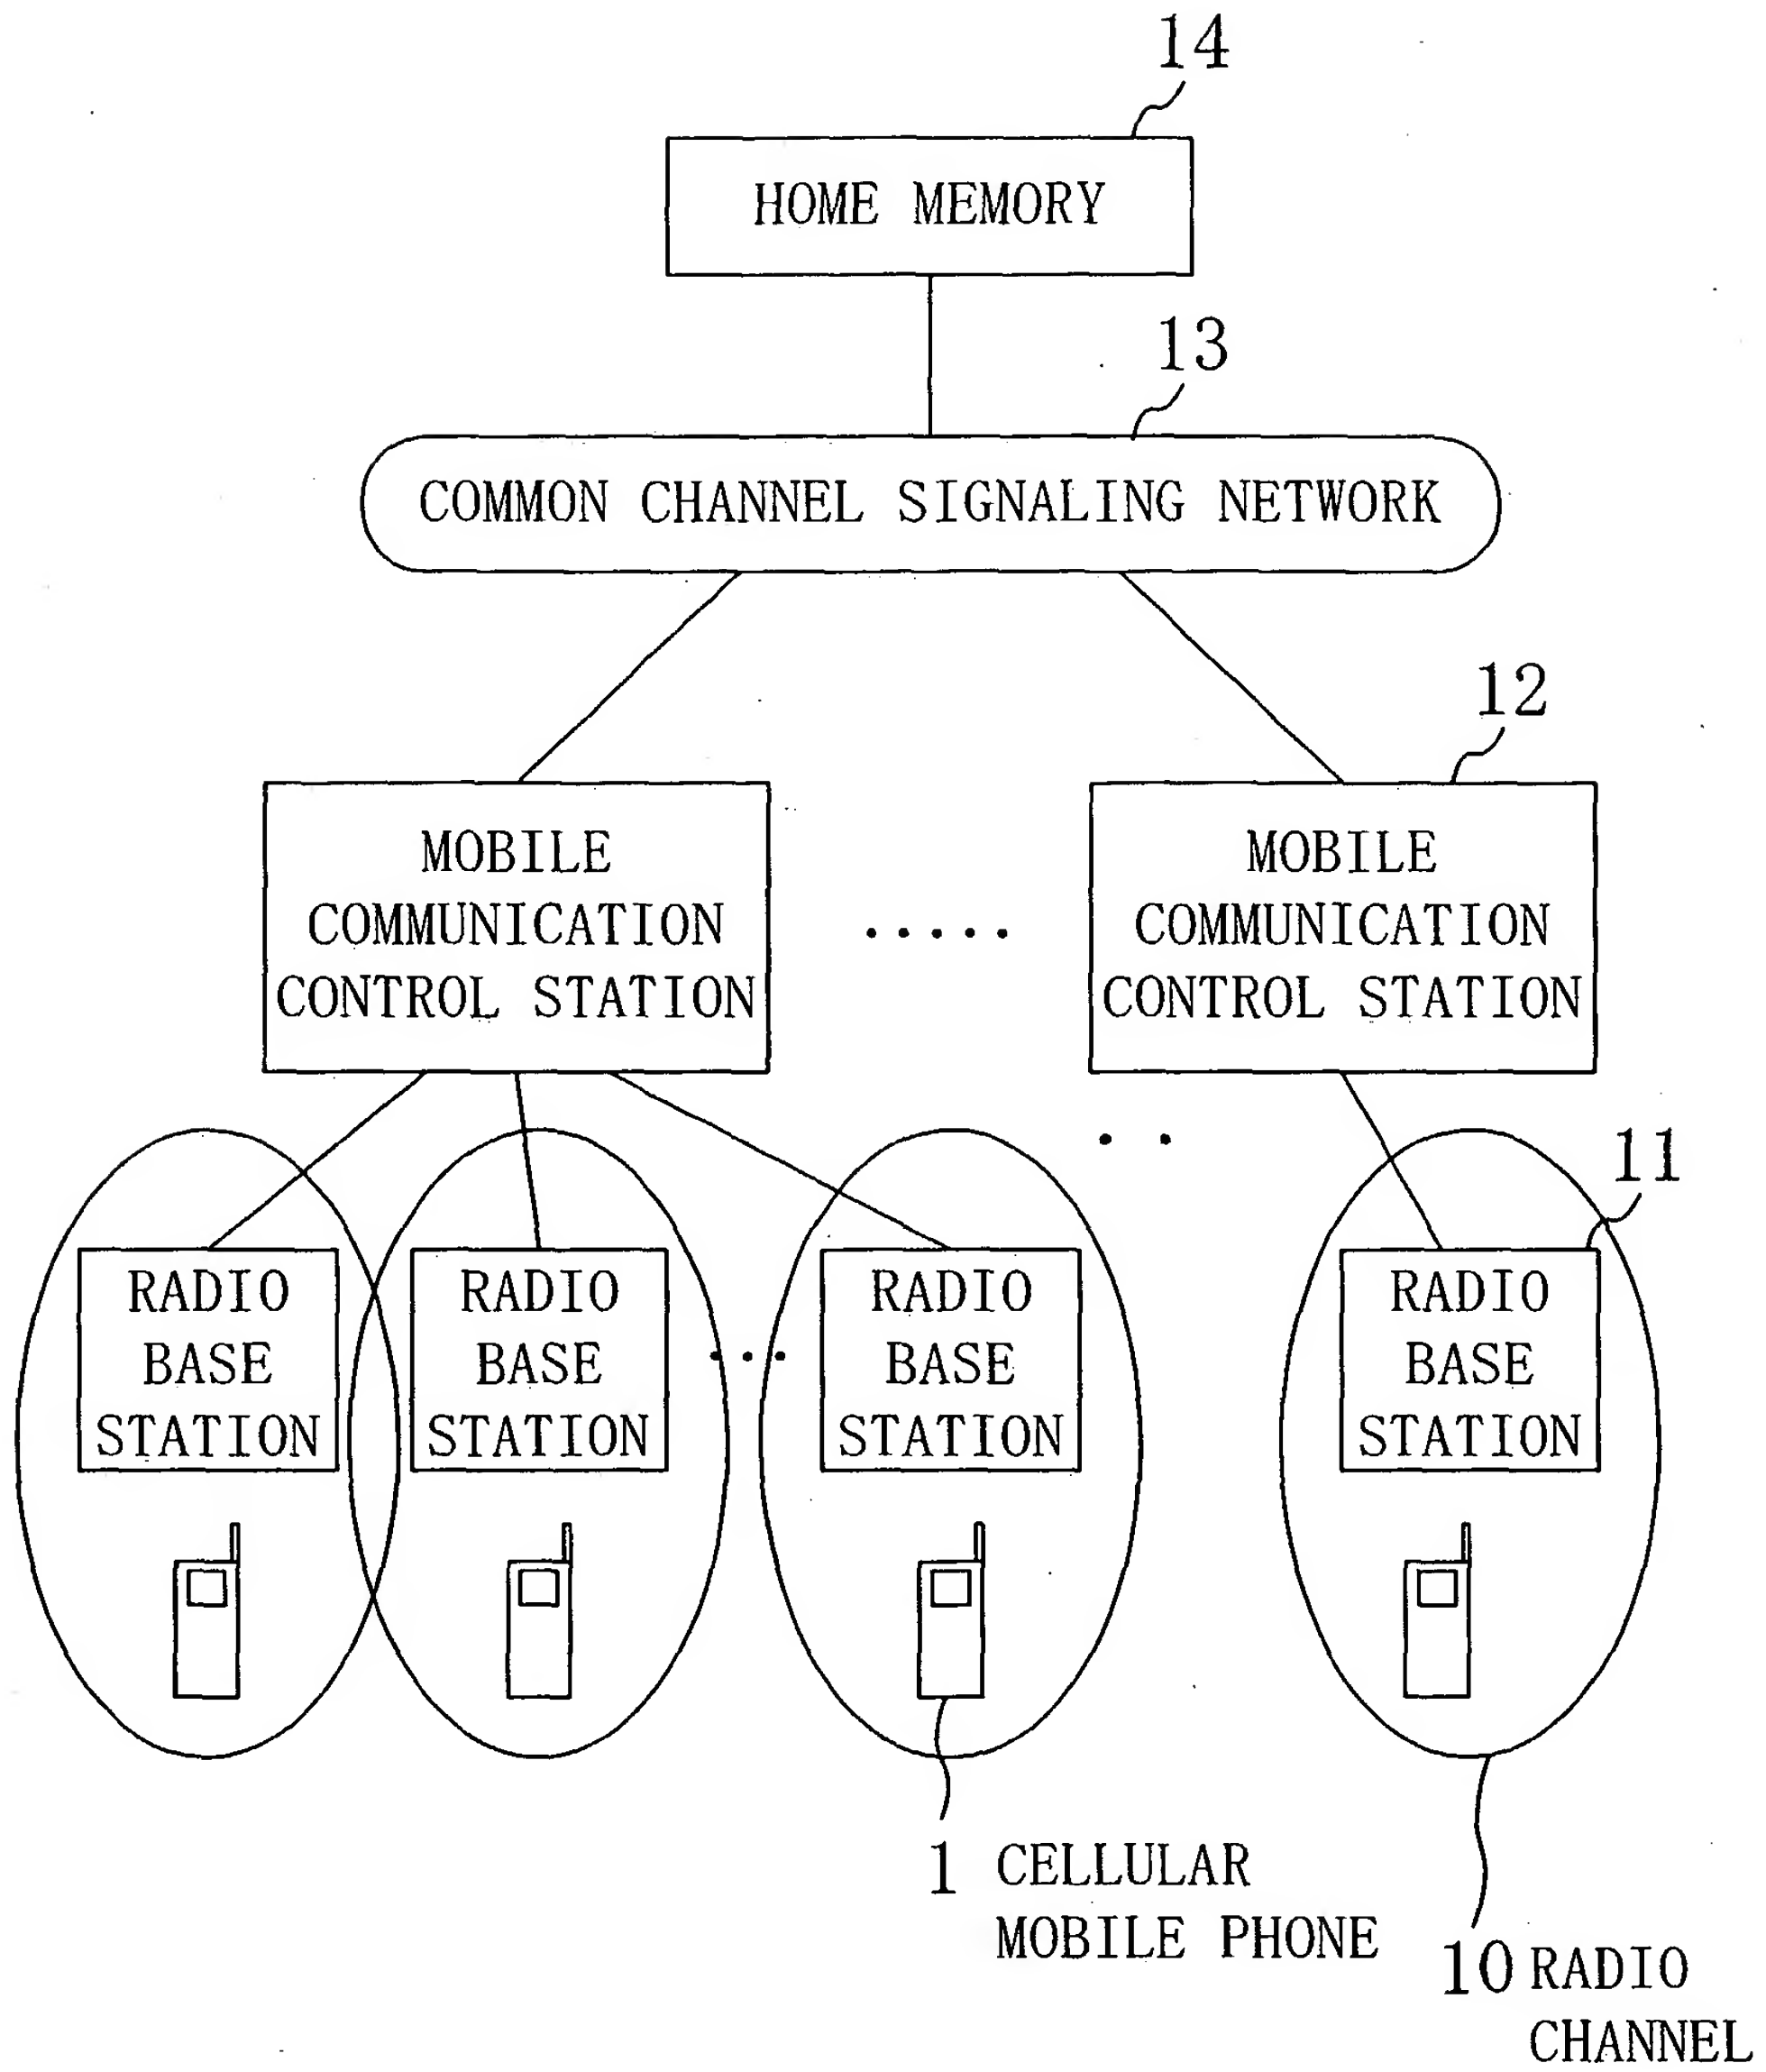 14
HOME MEMORY
13
COMMON CHANNEL SIGNALING NETWORK
12
MOBILE
COMMUNICATION
CONTROL STATION
MOBILE
COMMUNICATION
CONTROL STATION
11
RADIO
BASE
STATION
RADIO
BASE
STATION
RADIO
BASE
STATION
RADIO
BASE
STATION
1 CELLULAR
MOBILE PHONE
10 RADIO
CHANNEL